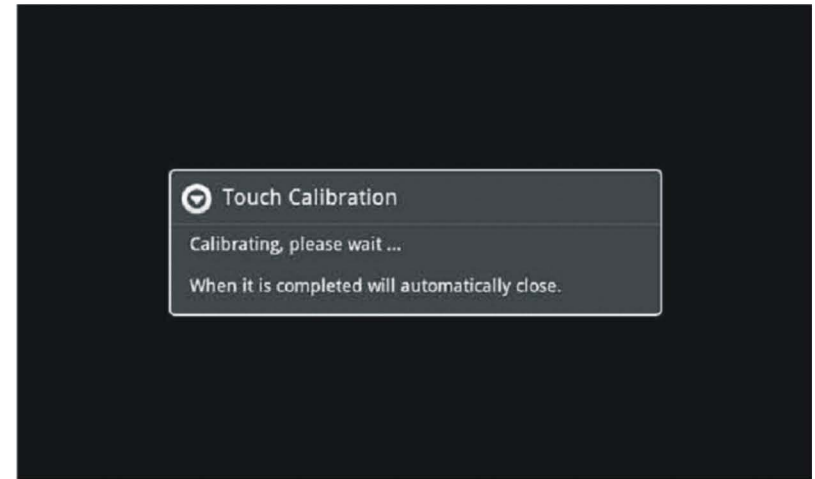 Touch Calibration
Calibrating, please wait ...
When it is completed will automatically close.